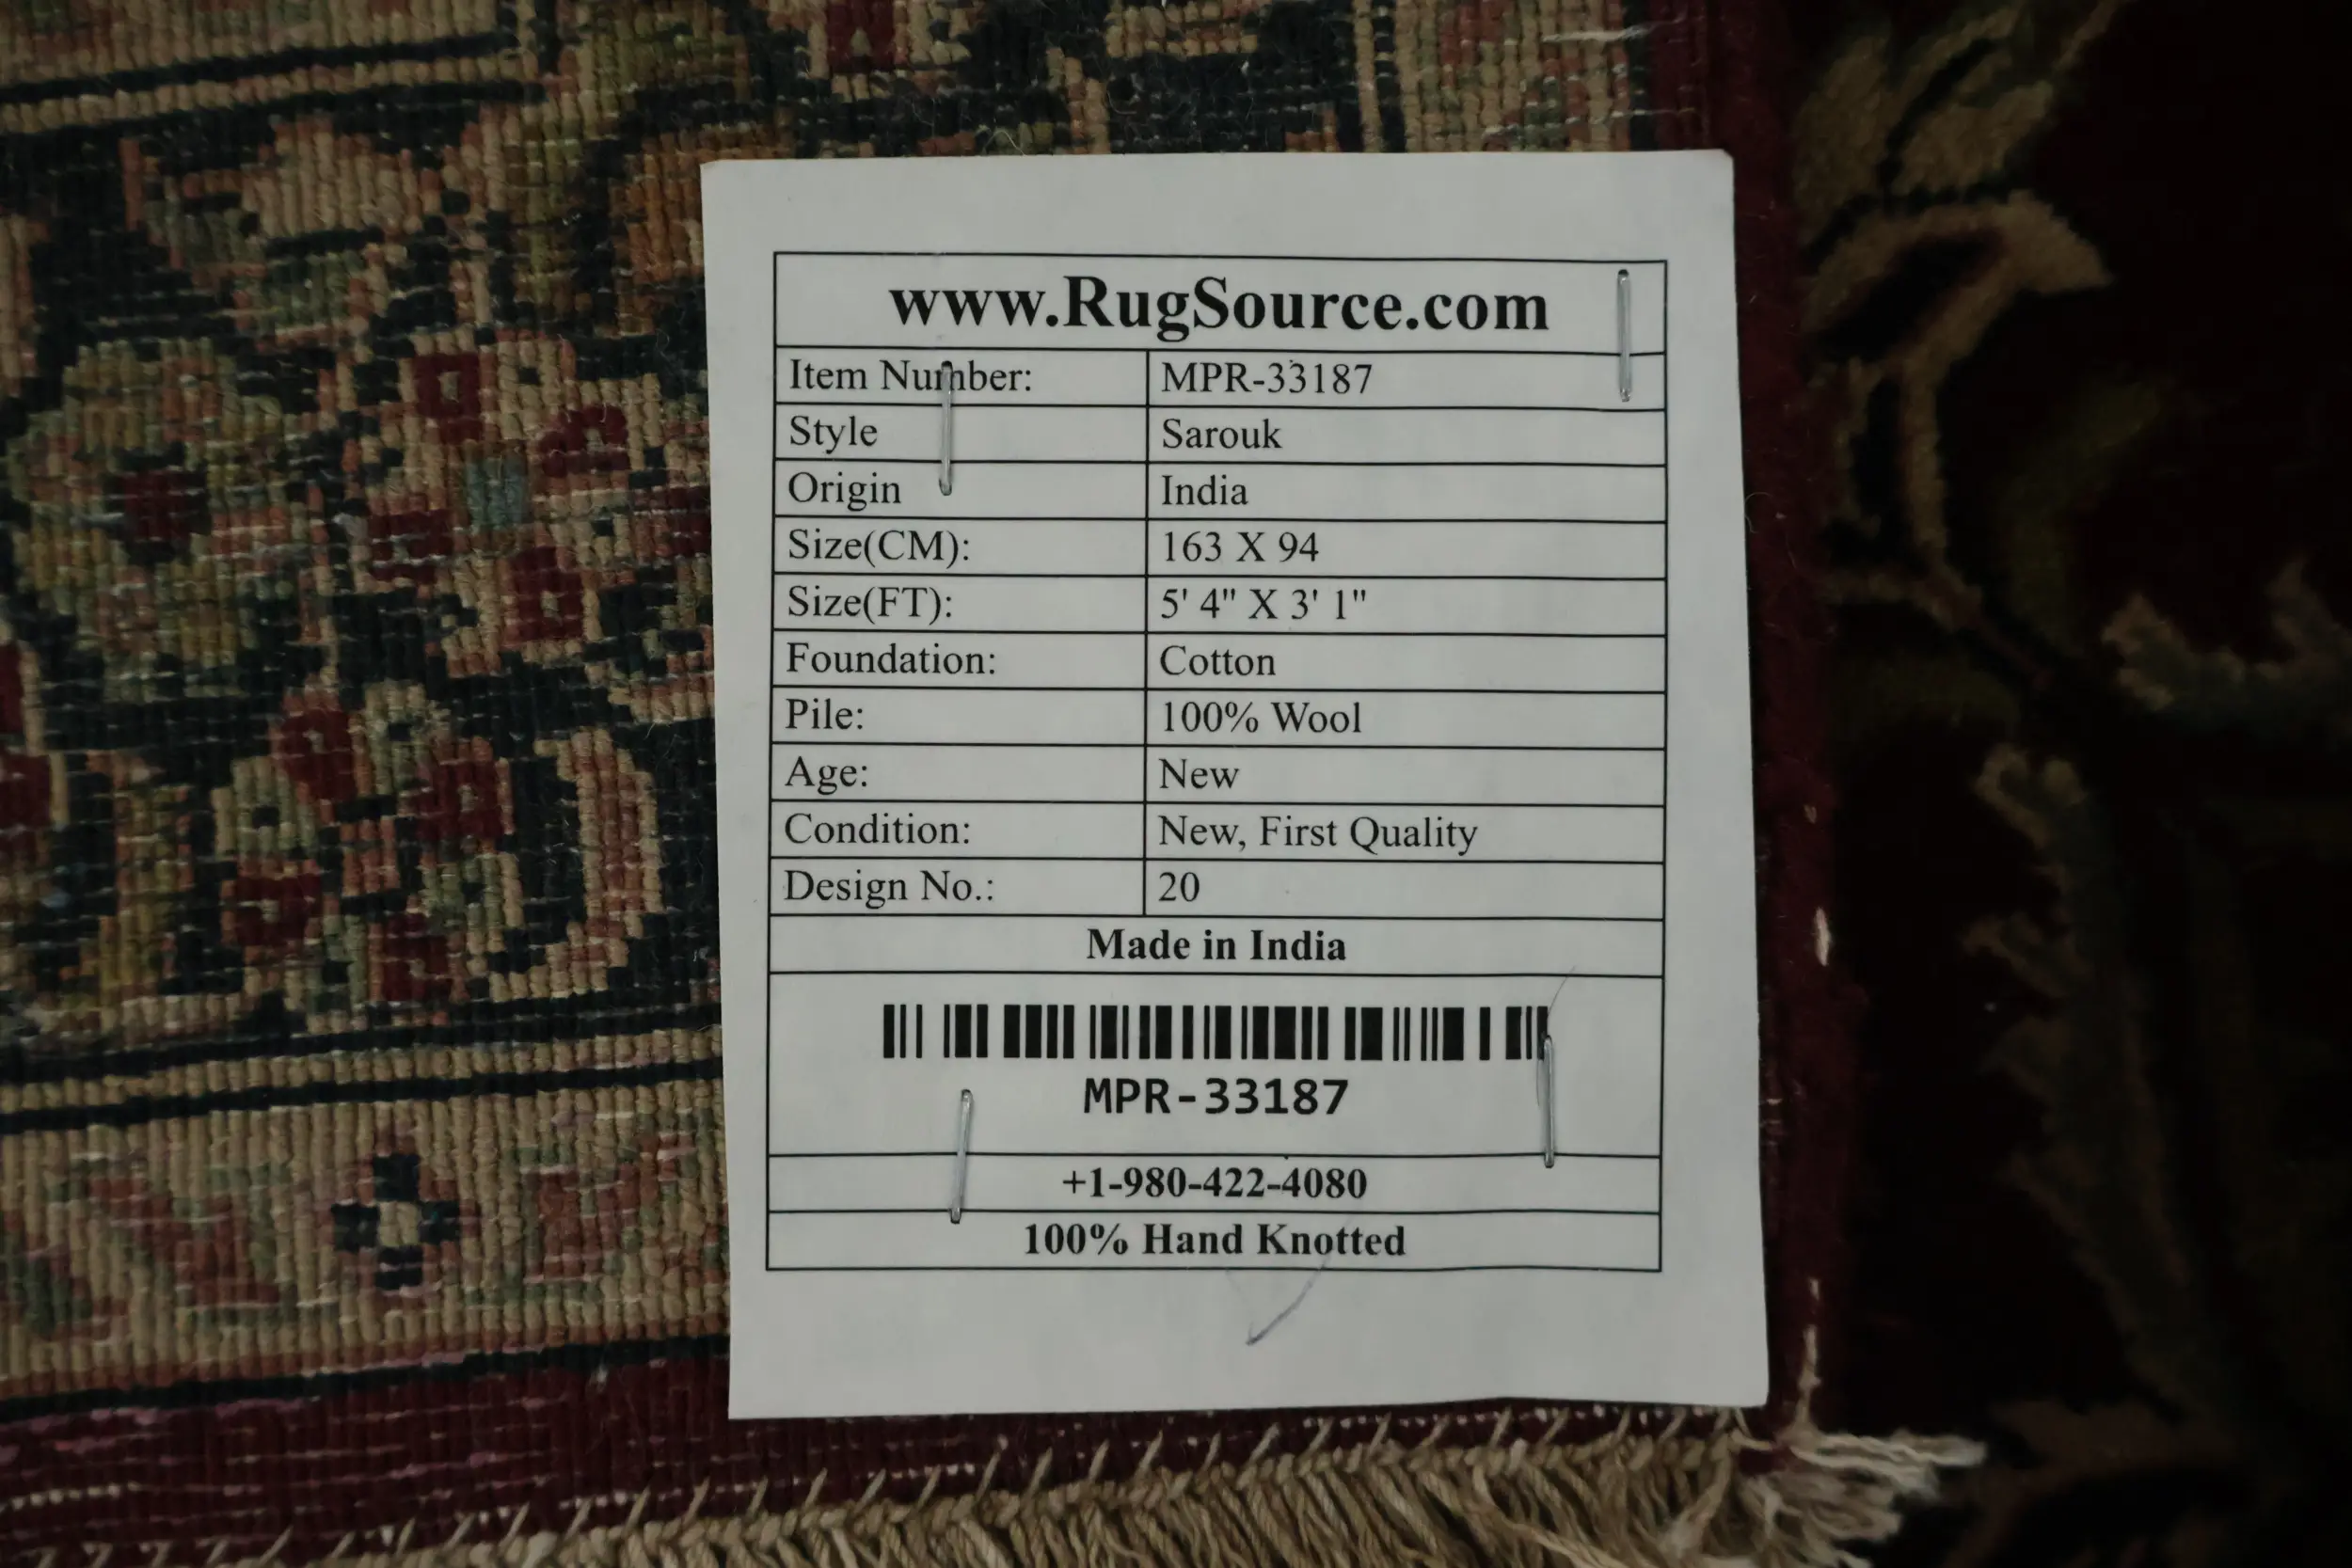 www.RugSource.com
Item Number: MPR-33187
Style Sarouk
Origin India
Size(CM): 163 X 94
Size(FT): 5' 4" X 3' 1"
Foundation: Cotton
Pile: 100% Wool
Age: New
Condition: New, First Quality
Design No.: 20
Made in India
MPR-33187
+1-980-422-4080
100% Hand Knotted